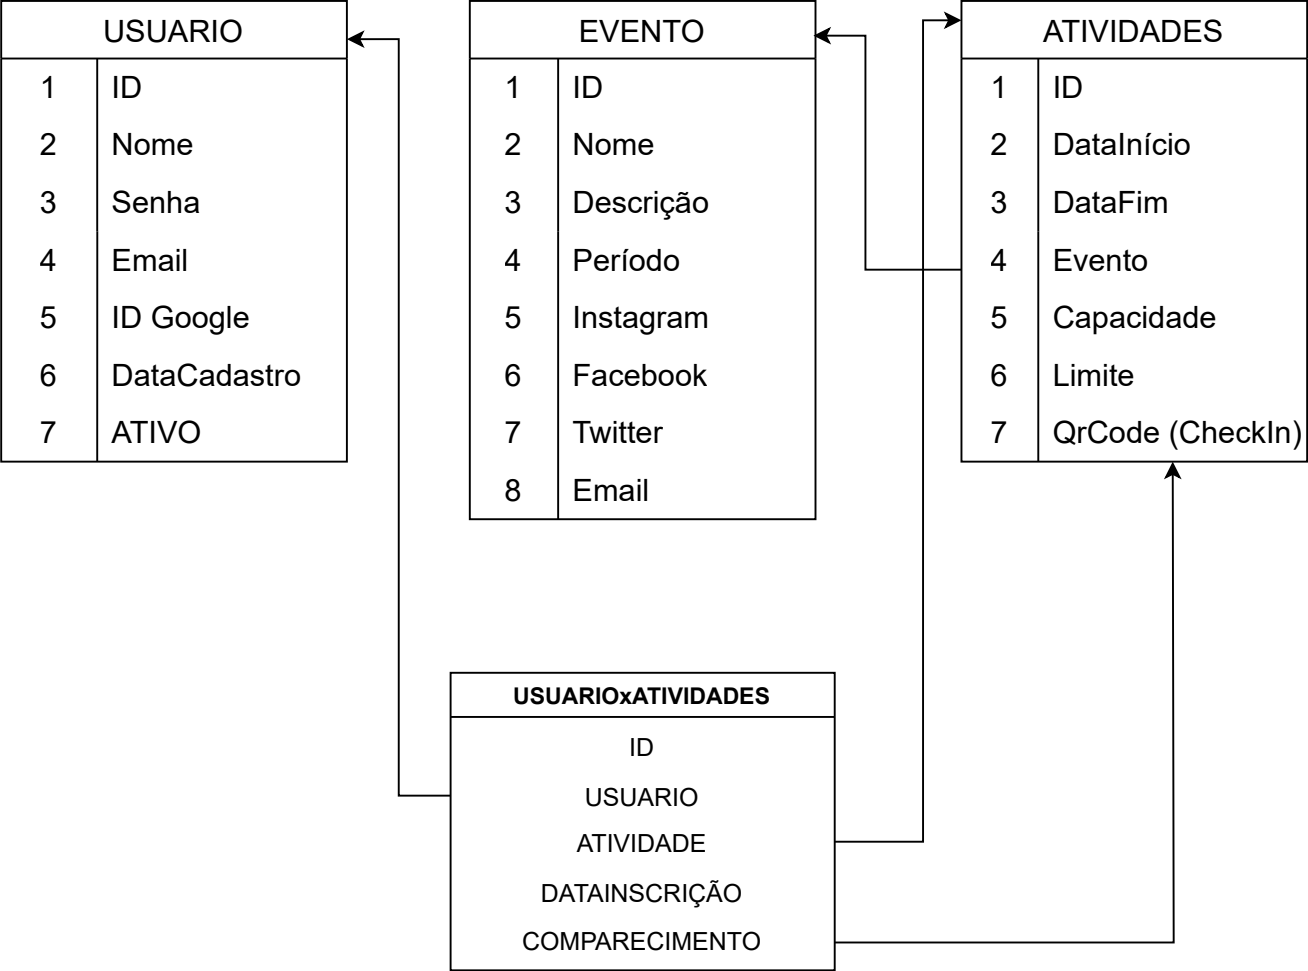 USUARIO
1 ID
2 Nome
3 Senha
4 Email
5 ID Google
6 DataCadastro
7 ATIVO
EVENTO
1 ID
2 Nome
3 Descrição
4 Período
5 Instagram
6 Facebook
7 Twitter
8 Email
ATIVIDADES
1 ID
2 DataInício
3 DataFim
4 Evento
5 Capacidade
6 Limite
7 QrCode (CheckIn)
USUARIOxATIVIDADES
ID
USUARIO
ATIVIDADE
DATAINSCRIÇÃO
COMPARECIMENTO